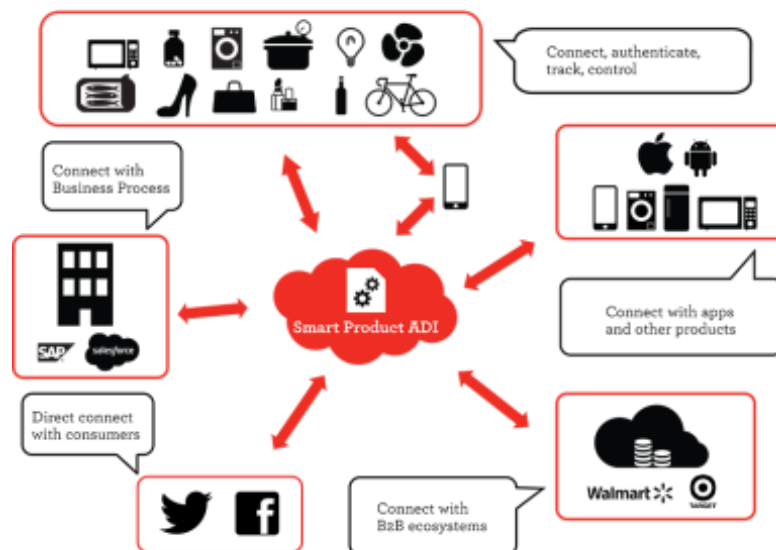 Connect, authenticate,
track, control
Connect with
Business Process
Smart Product ADI
SAP
salesforce
Connect with apps
and other products
Direct connect
with consumers
f
Connect with
B2B ecosystems
Walmart
TARGET